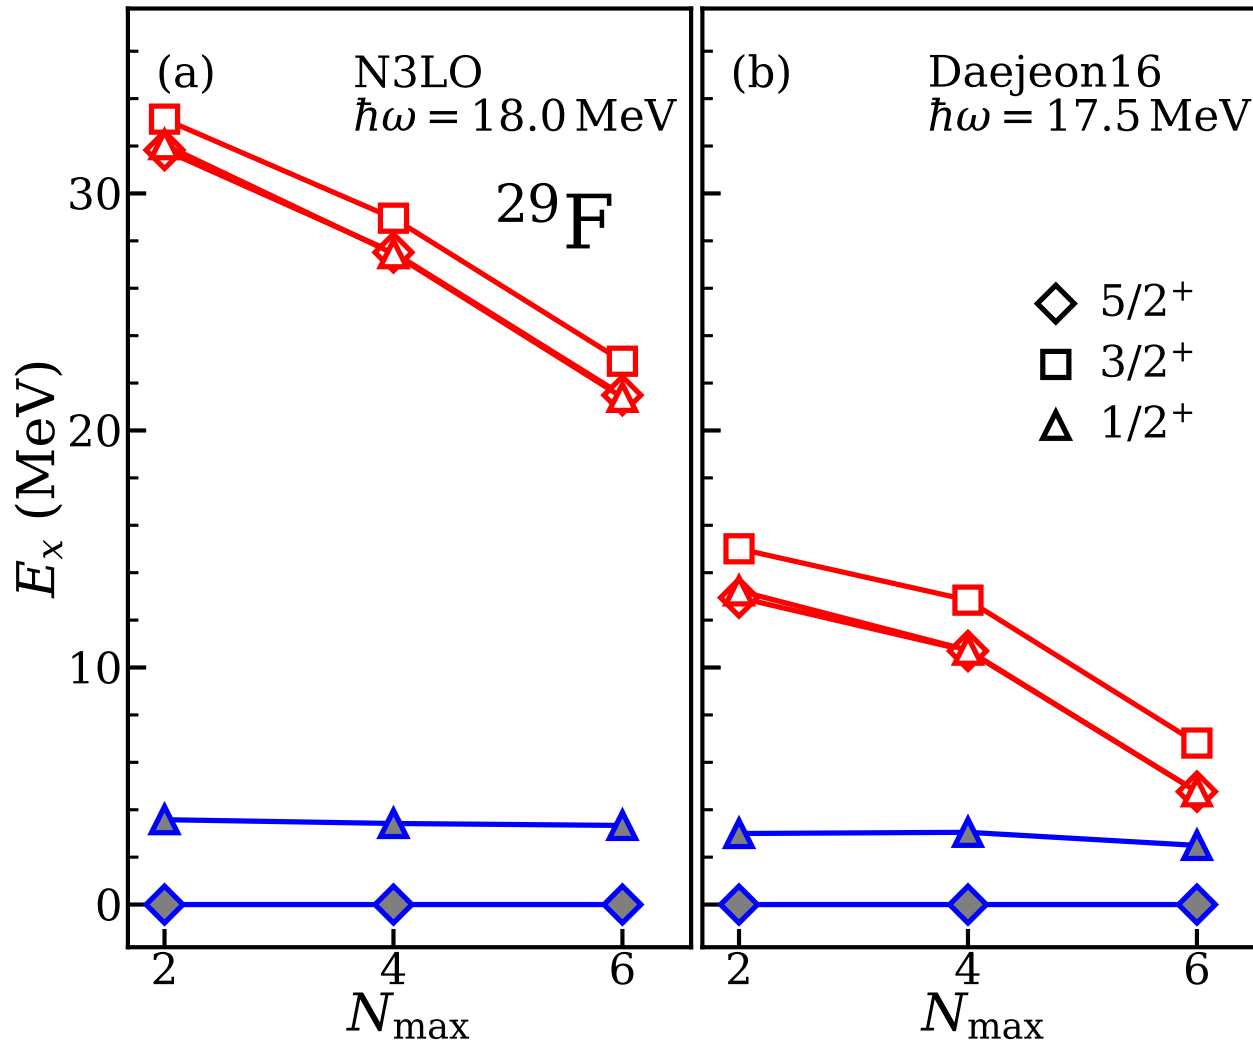 (a)
N3LO
ℏω = 18.0 MeV
²⁹F
(b)
Daejeon16
ℏω = 17.5 MeV
5/2⁺
3/2⁺
1/2⁺
E_x (MeV)
30
20
10
0
2 4 6
N_max
2 4 6
N_max